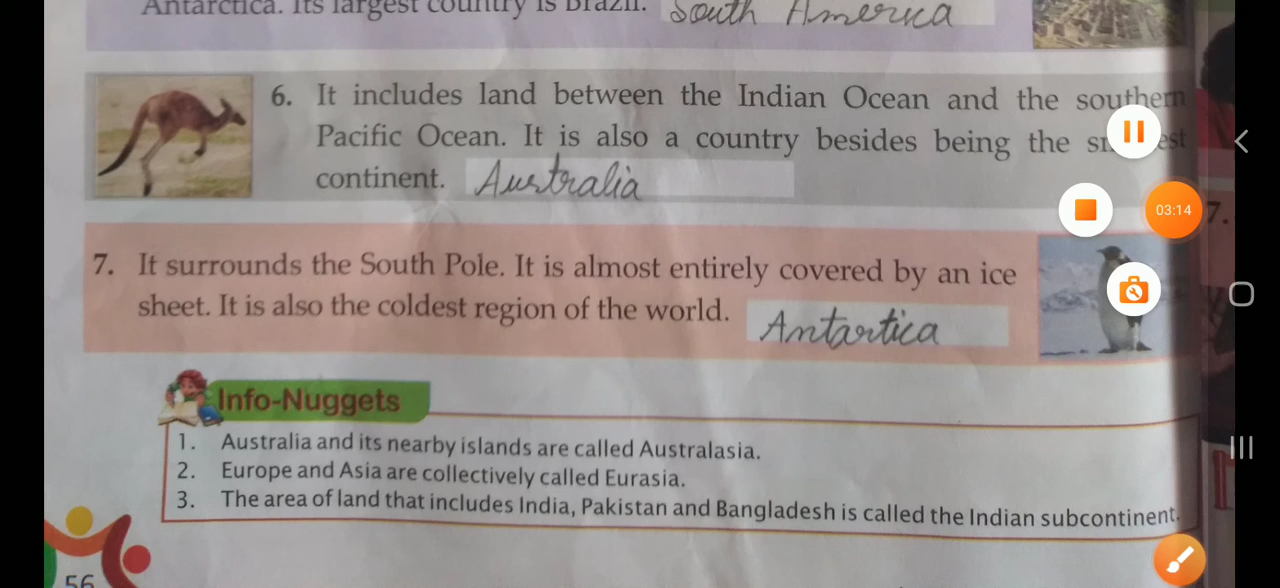 Antarctica. Its largest country is Brazil. South America
6. It includes land between the Indian Ocean and the southern
Pacific Ocean. It is also a country besides being the
continent. Australia
7. It surrounds the South Pole. It is almost entirely covered by an ice
sheet. It is also the coldest region of the world. Antartica
Info-Nuggets
1. Australia and its nearby islands are called Australasia.
2. Europe and Asia are collectively called Eurasia.
3. The area of land that includes India, Pakistan and Bangladesh is called the Indian subcontinent.
56
03:14
7.